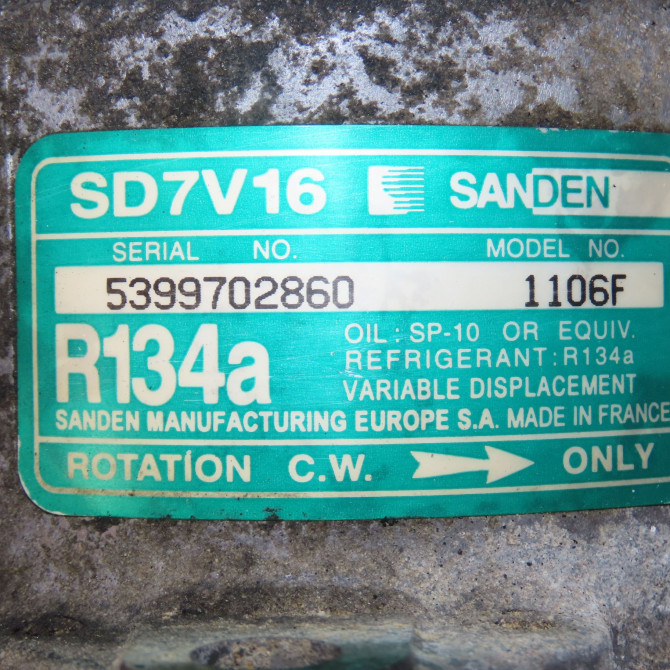 SD7V16 SANDEN
SERIAL NO. MODEL NO.
5399702860 1106F
R134a
OIL: SP-10 OR EQUIV.
REFRIGERANT: R134a
VARIABLE DISPLACEMENT
SANDEN MANUFACTURING EUROPE S.A. MADE IN FRANCE
ROTATION C.W. ONLY